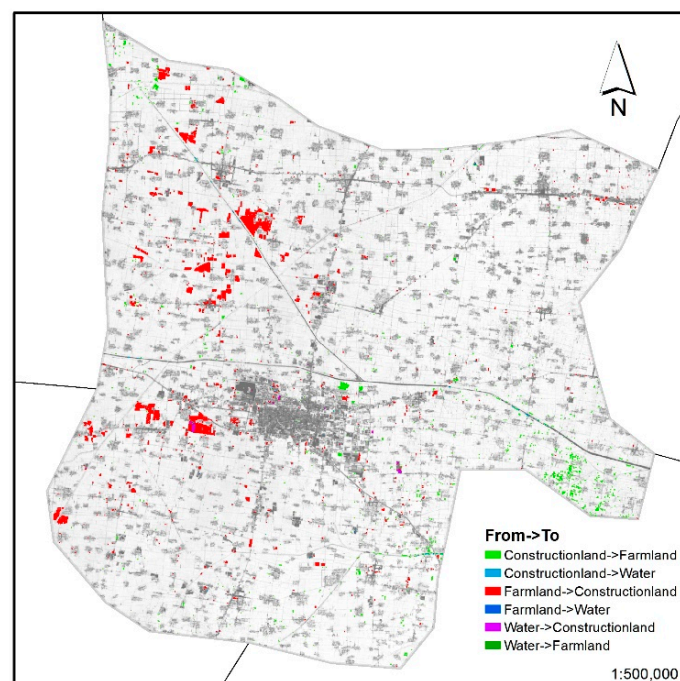 N
From->To
Constructionland->Farmland
Constructionland->Water
Farmland->Constructionland
Farmland->Water
Water->Constructionland
Water->Farmland
1:500,000